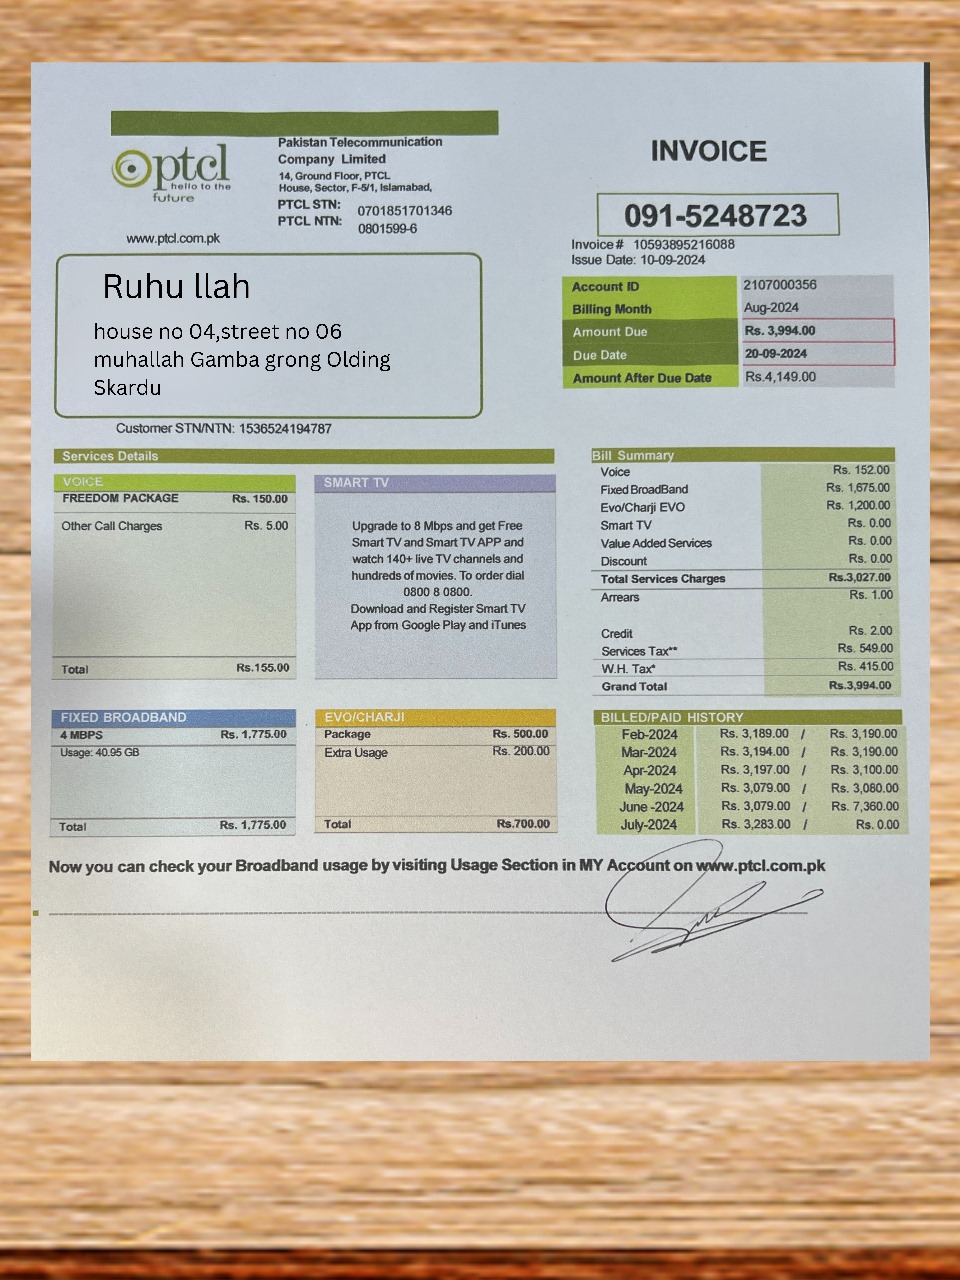 ptcl
hello to the
future
www.ptcl.com.pk
Pakistan Telecommunication
Company Limited
14, Ground Floor, PTCL
House, Sector, F-5/1, Islamabad,
PTCL STN: 0701851701346
PTCL NTN: 0801599-6
INVOICE
091-5248723
Invoice # 10593895216088
Issue Date: 10-09-2024
Ruhu llah
house no 04,street no 06
muhallah Gamba grong Olding
Skardu
Customer STN/NTN: 1536524194787
Account ID 2107000356
Billing Month Aug-2024
Amount Due Rs. 3,994.00
Due Date 20-09-2024
Amount After Due Date Rs.4,149.00
Services Details
VOICE
FREEDOM PACKAGE Rs. 150.00
Other Call Charges Rs. 5.00
Total Rs.155.00
SMART TV
Upgrade to 8 Mbps and get Free
Smart TV and Smart TV APP and
watch 140+ live TV channels and
hundreds of movies. To order dial
0800 8 0800.
Download and Register Smart TV
App from Google Play and iTunes
Bill Summary
Voice Rs. 152.00
Fixed BroadBand Rs. 1,675.00
Evo/Charji EVO Rs. 1,200.00
Smart TV Rs. 0.00
Value Added Services Rs. 0.00
Discount Rs. 0.00
Total Services Charges Rs.3,027.00
Arrears Rs. 1.00
Credit Rs. 2.00
Services Tax** Rs. 549.00
W.H. Tax* Rs. 415.00
Grand Total Rs.3,994.00
FIXED BROADBAND
4 MBPS Rs. 1,775.00
Usage: 40.95 GB
Total Rs. 1,775.00
EVO/CHARJI
Package Rs. 500.00
Extra Usage Rs. 200.00
Total Rs.700.00
BILLED/PAID HISTORY
Feb-2024 Rs. 3,189.00 / Rs. 3,190.00
Mar-2024 Rs. 3,194.00 / Rs. 3,190.00
Apr-2024 Rs. 3,197.00 / Rs. 3,100.00
May-2024 Rs. 3,079.00 / Rs. 3,080.00
June -2024 Rs. 3,079.00 / Rs. 7,360.00
July-2024 Rs. 3,283.00 / Rs. 0.00
Now you can check your Broadband usage by visiting Usage Section in MY Account on www.ptcl.com.pk